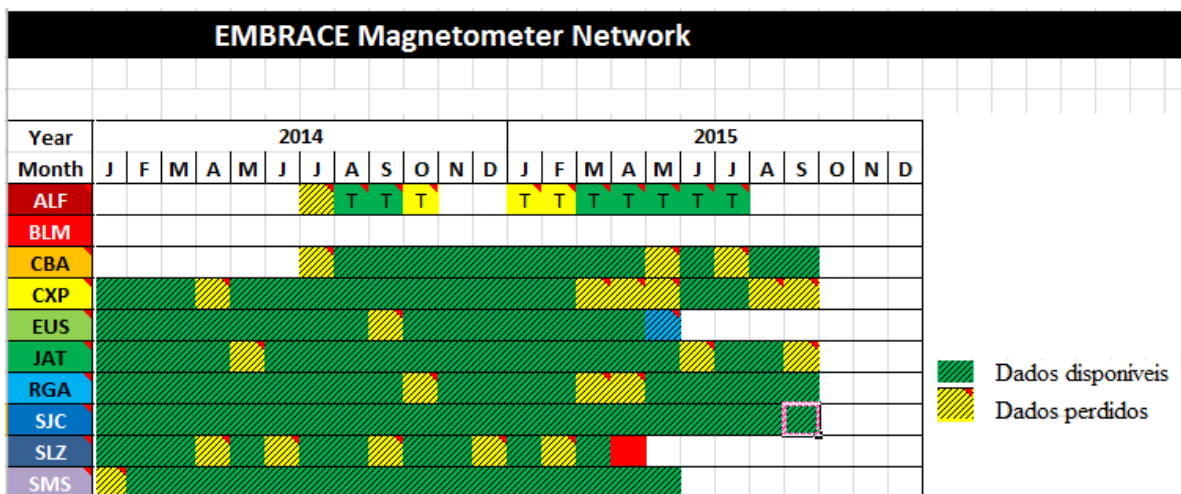 EMBRACE Magnetometer Network
Year 2014 2015
Month J F M A M J J A S O N D J F M A M J J A S O N D
ALF T T T T T T T T T T
BLM
CBA
CXP
EUS
JAT
RGA
SJC
SLZ
SMS
Dados disponíveis
Dados perdidos